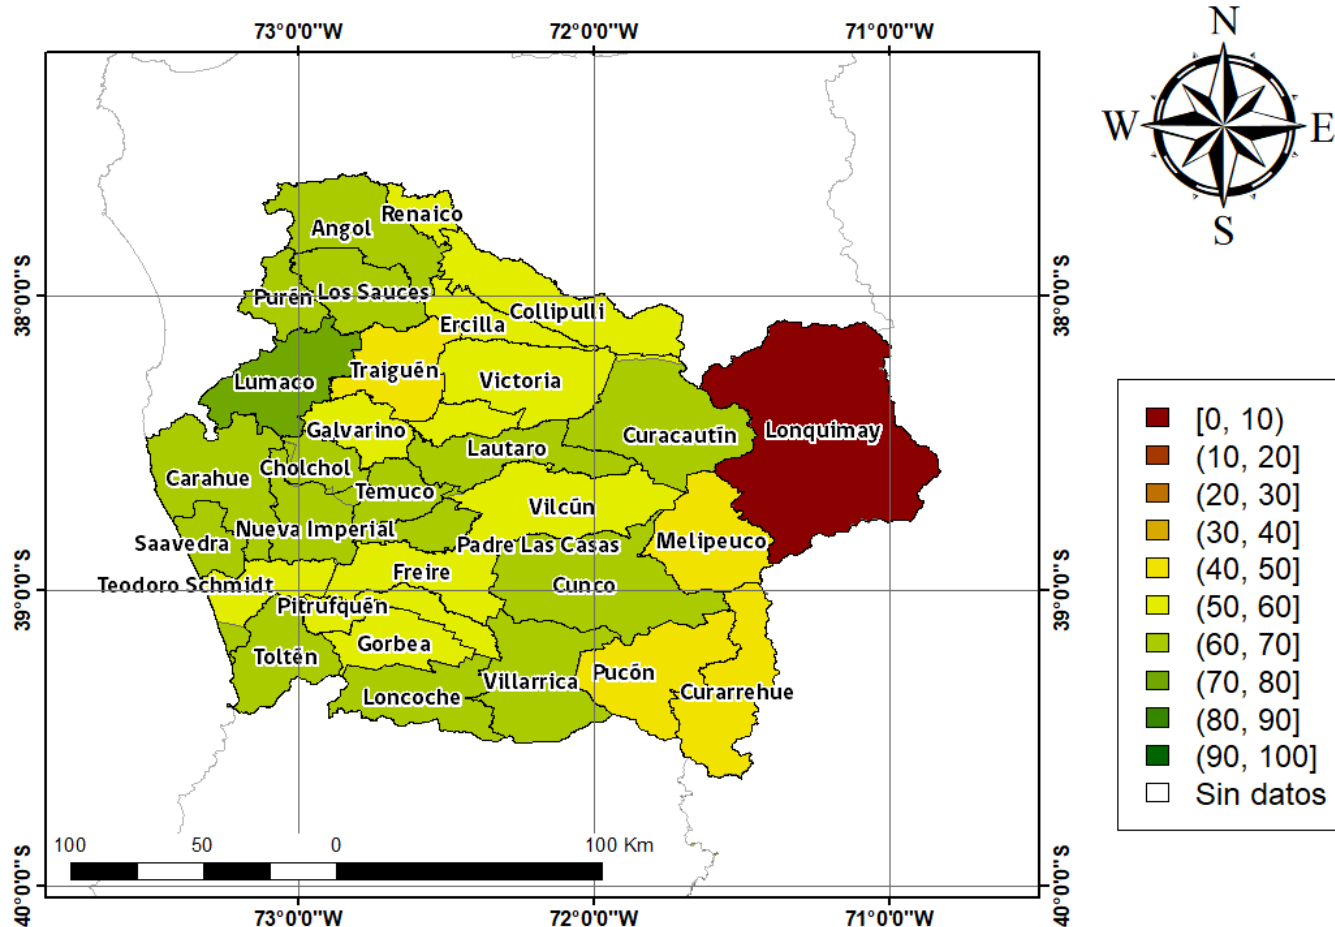 73°0'0"W
72°0'0"W
71°0'0"W
N
W
E
S
38°0'0"S
38°0'0"S
39°0'0"S
39°0'0"S
40°0'0"S
40°0'0"S
Renaico
Angol
Purén
Los Sauces
Collipulli
Ercilla
Traiguén
Victoria
Lumaco
Galvarino
Lautaro
Curacautín
Lonquimay
Carahue
Cholchol
Temuco
Vilcún
Nueva Imperial
Saavedra
Padre Las Casas
Melipeuco
Teodoro Schmidt
Freire
Cunco
Pitrufquén
Gorbea
Toltén
Villarrica
Pucón
Curarrehue
Loncoche
[0, 10)
(10, 20]
(20, 30]
(30, 40]
(40, 50]
(50, 60]
(60, 70]
(70, 80]
(80, 90]
(90, 100]
Sin datos
100 50 0 100 Km
73°0'0"W
72°0'0"W
71°0'0"W